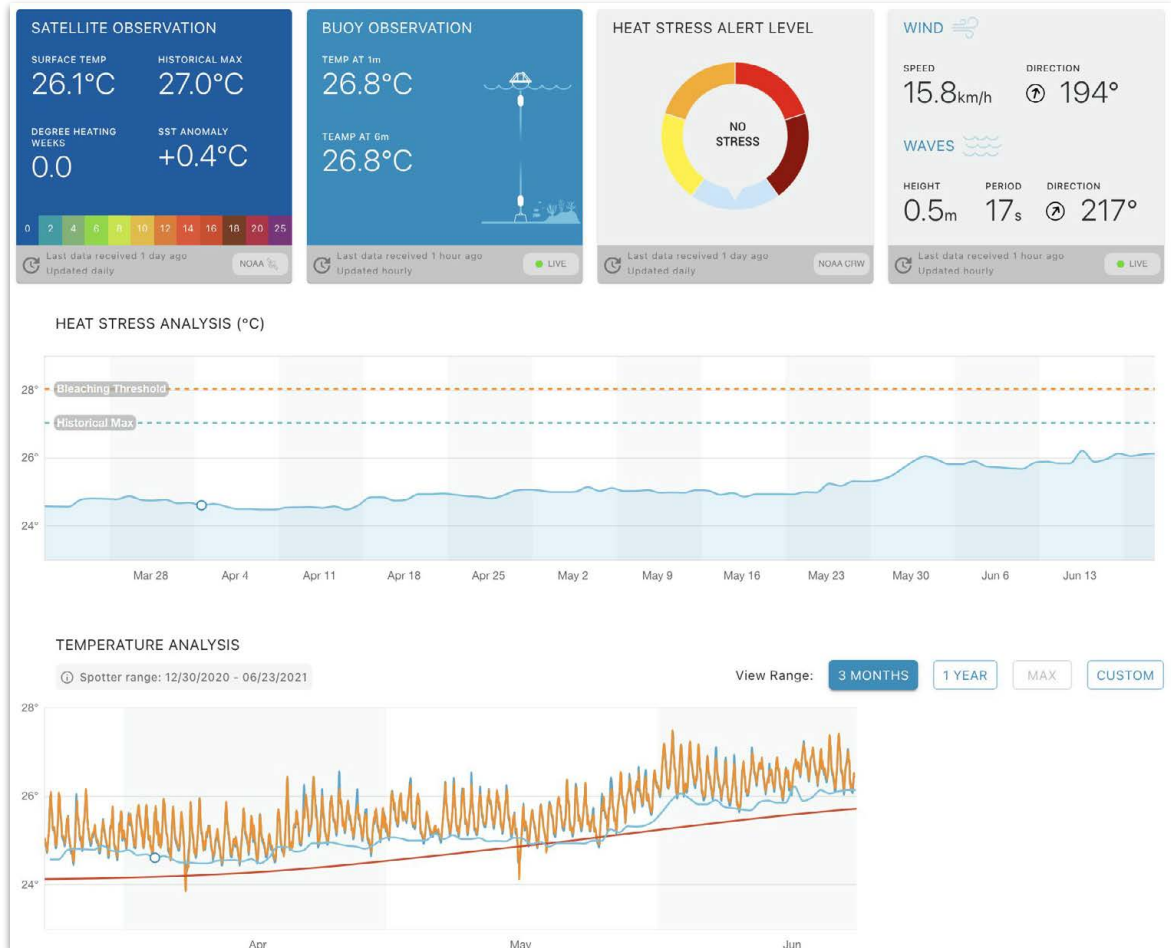 SATELLITE OBSERVATION
SURFACE TEMP
26.1°C
HISTORICAL MAX
27.0°C
DEGREE HEATING
WEEKS
0.0
SST ANOMALY
+0.4°C
0 2 4 6 8 10 12 14 16 18 20 25
Last data received 1 day ago
Updated daily
NOAA
BUOY OBSERVATION
TEMP AT 1m
26.8°C
TEAMP AT 6m
26.8°C
Last data received 1 hour ago
Updated hourly
LIVE
HEAT STRESS ALERT LEVEL
NO
STRESS
Last data received 1 day ago
Updated daily
NOAA CRW
WIND
SPEED
15.8km/h
DIRECTION
194°
WAVES
HEIGHT
0.5m
PERIOD
17s
DIRECTION
217°
Last data received 1 hour ago
Updated hourly
LIVE
HEAT STRESS ANALYSIS (°C)
28°
Bleaching Threshold
Historical Max
26°
24°
Mar 28 Apr 4 Apr 11 Apr 18 Apr 25 May 2 May 9 May 16 May 23 May 30 Jun 6 Jun 13
TEMPERATURE ANALYSIS
Spotter range: 12/30/2020 - 06/23/2021
View Range: 3 MONTHS 1 YEAR MAX CUSTOM
28°
26°
24°
Apr May Jun